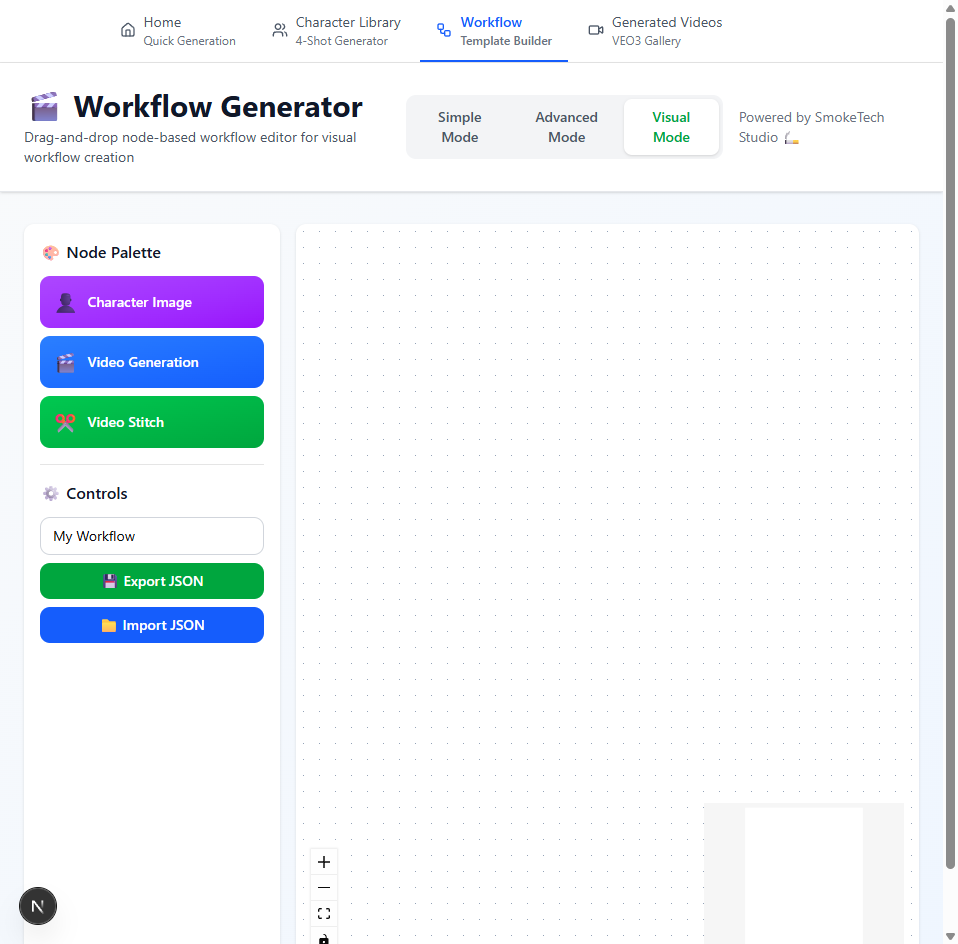 Home
Quick Generation
Character Library
4-Shot Generator
Workflow
Template Builder
Generated Videos
VEO3 Gallery
Workflow Generator
Drag-and-drop node-based workflow editor for visual
workflow creation
Simple
Mode
Advanced
Mode
Visual
Mode
Powered by SmokeTech
Studio
Node Palette
Character Image
Video Generation
Video Stitch
Controls
My Workflow
Export JSON
Import JSON
N